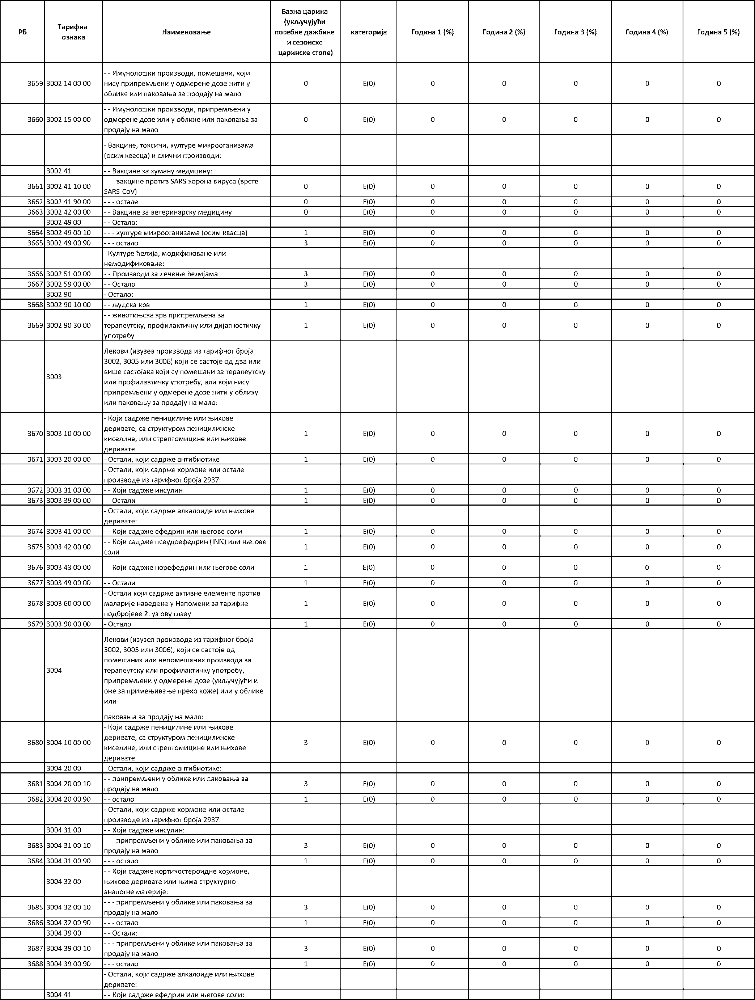 РБ Тарифна ознака Наименовање Базна царина (укључујући посебне дажбине и сезонске царинске стопе) категорија Година 1 (%) Година 2 (%) Година 3 (%) Година 4 (%) Година 5 (%)
3659 3002 14 00 00 - - Имунолошки производи, помешани, који
нису припремљени у одмерене дозе нити у
облике или паковања за продају на мало 0 E(0) 0 0 0 0 0
3660 3002 15 00 00 - - Имунолошки производи, припремљени у
одмерене дозе или у облике или паковања за
продају на мало 0 E(0) 0 0 0 0 0
- Вакцине, токсини, културе микрооганизама
(осим квасца) и слични производи:
3002 41 - - Вакцине за хуману медицину:
3661 3002 41 10 00 - - - вакцине против SARS корона вируса (врсте
SARS-CoV) 0 E(0) 0 0 0 0 0
3662 3002 41 90 00 - - - остале 0 E(0) 0 0 0 0 0
3663 3002 42 00 00 - - Вакцине за ветеринарску медицину 0 E(0) 0 0 0 0 0
3002 49 00 - - Остало:
3664 3002 49 00 10 - - - културе микроoганизама (осим квасца) 1 E(0) 0 0 0 0 0
3665 3002 49 00 90 - - - остало 3 E(0) 0 0 0 0 0
- Културе ћелија, модификоване или
немодификоване:
3666 3002 51 00 00 - - Производи за лечење ћелијама 3 E(0) 0 0 0 0 0
3667 3002 59 00 00 - - Остало 3 E(0) 0 0 0 0 0
3002 90 - Остало:
3668 3002 90 10 00 - - људска крв 1 E(0) 0 0 0 0 0
3669 3002 90 30 00 - - животињска крв припремљена за
терапеутску, профилактичку или дијагностичку
употребу 1 E(0) 0 0 0 0 0
3003 Лекови (изузев производа из тарифног броја
3002, 3005 или 3006) који се састоје од два или
више састојака који су помешани за терапеутску
или профилактичку употребу, али који нису
припремљени у одмерене дозе нити у облику
или паковању за продају на мало:
3670 3003 10 00 00 - Који садрже пеницилине или њихове
деривате, са структуром пеницилинске
киселине, или стрептомицине или њихове
деривате 1 E(0) 0 0 0 0 0
3671 3003 20 00 00 - Остали, који садрже антибиотике 1 E(0) 0 0 0 0 0
- Остали, који садрже хормоне или остале
производе из тарифног броја 2937:
3672 3003 31 00 00 - - Који садрже инсулин 1 E(0) 0 0 0 0 0
3673 3003 39 00 00 - - Остали 1 E(0) 0 0 0 0 0
- Остали, који садрже алкалоиде или њихове
деривате:
3674 3003 41 00 00 - - Који садрже ефедрин или његове соли 1 E(0) 0 0 0 0 0
3675 3003 42 00 00 - - Који садрже псеудоефедрин (INN) или његове
соли 1 E(0) 0 0 0 0 0
3676 3003 43 00 00 - - Који садрже норефедрин или његове соли 1 E(0) 0 0 0 0 0
3677 3003 49 00 00 - - Остали 1 E(0) 0 0 0 0 0
3678 3003 60 00 00 - Остали који садрже активне елементе против
маларије наведене у Напомени за тарифне
подбројеве 2. уз ову главу 1 E(0) 0 0 0 0 0
3679 3003 90 00 00 - Остало 1 E(0) 0 0 0 0 0
3004 Лекови (изузев производа из тарифног броја
3002, 3005 или 3006), који се састоје од
помешаних или непомешаних производа за
терапеутску или профилактичку употребу,
припремљени у одмерене дозе (укључујући и
оне за примењивање преко коже) или у облике
или
паковања за продају на мало:
3680 3004 10 00 00 - Који садрже пеницилине или њихове
деривате, са структуром пеницилинске
киселине, или стрептомицине или њихове
деривате 3 E(0) 0 0 0 0 0
3004 20 00 - Остали, који садрже антибиотике:
3681 3004 20 00 10 - - припремљени у облике или паковања за
продају на мало 3 E(0) 0 0 0 0 0
3682 3004 20 00 90 - - остало 1 E(0) 0 0 0 0 0
- Остали, који садрже хормоне или остале
производе из тарифног броја 2937:
3004 31 00 - - Који садрже инсулин:
3683 3004 31 00 10 - - - припремљени у облике или паковања за
продају на мало 3 E(0) 0 0 0 0 0
3684 3004 31 00 90 - - - остало 1 E(0) 0 0 0 0 0
3004 32 00 - - Који садрже кортикостероидне хормоне,
њихове деривате или њима структурно
аналогне материје:
3685 3004 32 00 10 - - - припремљени у облике или паковања за
продају на мало 3 E(0) 0 0 0 0 0
3686 3004 32 00 90 - - - остало 1 E(0) 0 0 0 0 0
3004 39 00 - - Остали:
3687 3004 39 00 10 - - - припремљени у облике или паковања за
продају на мало 3 E(0) 0 0 0 0 0
3688 3004 39 00 90 - - - остало 1 E(0) 0 0 0 0 0
- Остали, који садрже алкалоиде или њихове
деривате:
3004 41 - - Који садрже ефедрин или његове соли: